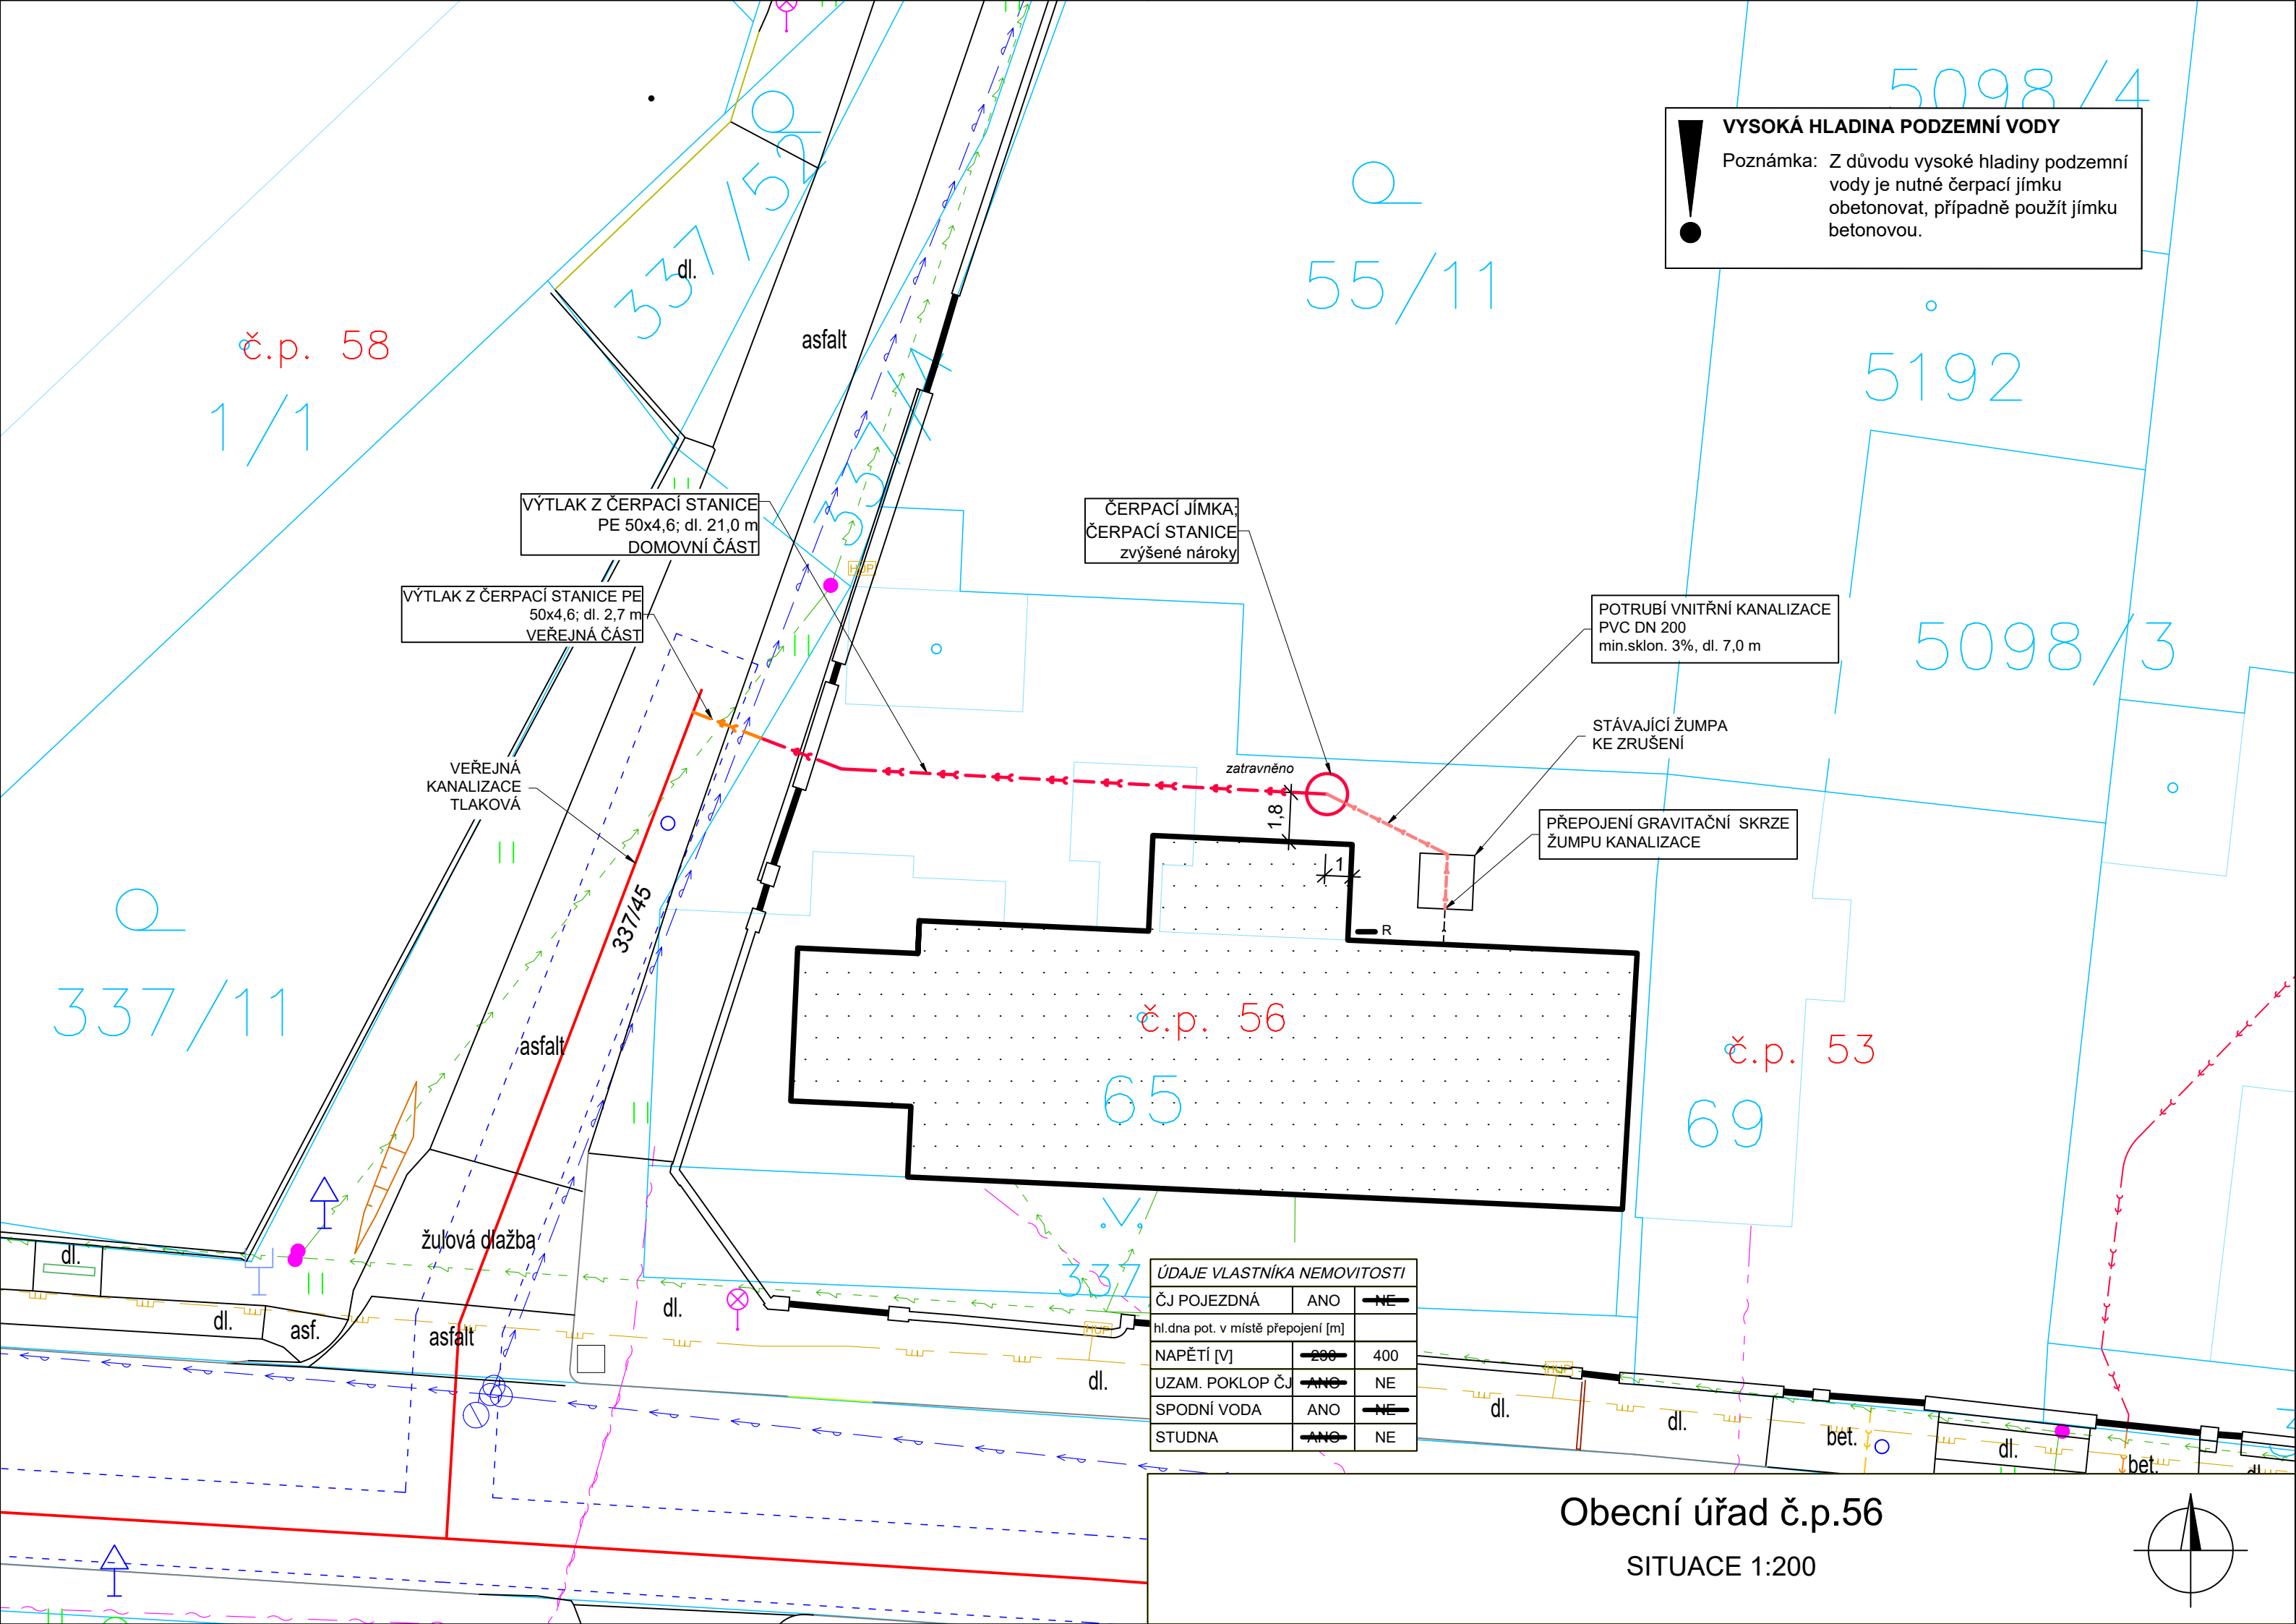 5098/4
VYSOKÁ HLADINA PODZEMNÍ VODY
Poznámka: Z důvodu vysoké hladiny podzemní
vody je nutné čerpací jímku
obetonovat, případně použít jímku
betonovou.
337/52
dl.
55/11
asfalt
č.p. 58
1/1
5192
VÝTLAK Z ČERPACÍ STANICE
PE 50x4,6; dl. 21,0 m
DOMOVNÍ ČÁST
ČERPACÍ JÍMKA;
ČERPACÍ STANICE
zvýšené nároky
HUP
VÝTLAK Z ČERPACÍ STANICE PE
50x4,6; dl. 2,7 m
VEŘEJNÁ ČÁST
POTRUBÍ VNITŘNÍ KANALIZACE
PVC DN 200
min.sklon. 3%, dl. 7,0 m
5098/3
STÁVAJÍCÍ ŽUMPA
KE ZRUŠENÍ
VEŘEJNÁ
KANALIZACE
TLAKOVÁ
zatravněno
1,8
PŘEPOJENÍ GRAVITAČNÍ SKRZE
ŽUMPU KANALIZACE
1
337/45
R
337/11
č.p. 56
asfalt
č.p. 53
65
69
žulová dlažba
dl.
337
ÚDAJE VLASTNÍKA NEMOVITOSTI
ČJ POJEZDNÁ ANO NE
hl.dna pot. v místě přepojení [m]
NAPĚTÍ [V] 230 400
UZAM. POKLOP ČJ ANO NE
SPODNÍ VODA ANO NE
STUDNA ANO NE
dl.
dl.
asf.
asfalt
HUP
HUP
dl.
dl.
dl.
bet.
dl.
bet.
dl.
Obecní úřad č.p.56
SITUACE 1:200